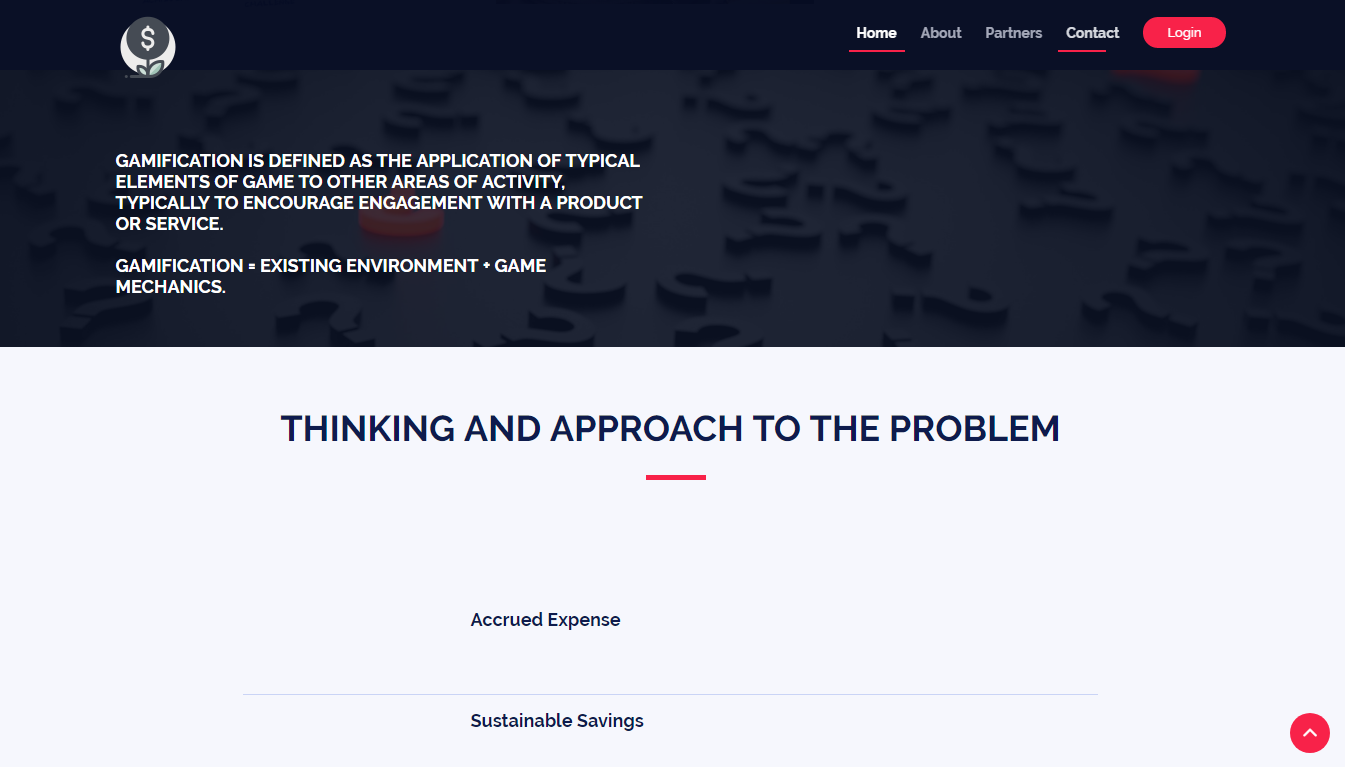 $
Home About Partners Contact Login
GAMIFICATION IS DEFINED AS THE APPLICATION OF TYPICAL
ELEMENTS OF GAME TO OTHER AREAS OF ACTIVITY,
TYPICALLY TO ENCOURAGE ENGAGEMENT WITH A PRODUCT
OR SERVICE.
GAMIFICATION = EXISTING ENVIRONMENT + GAME
MECHANICS.
THINKING AND APPROACH TO THE PROBLEM
Accrued Expense
Sustainable Savings